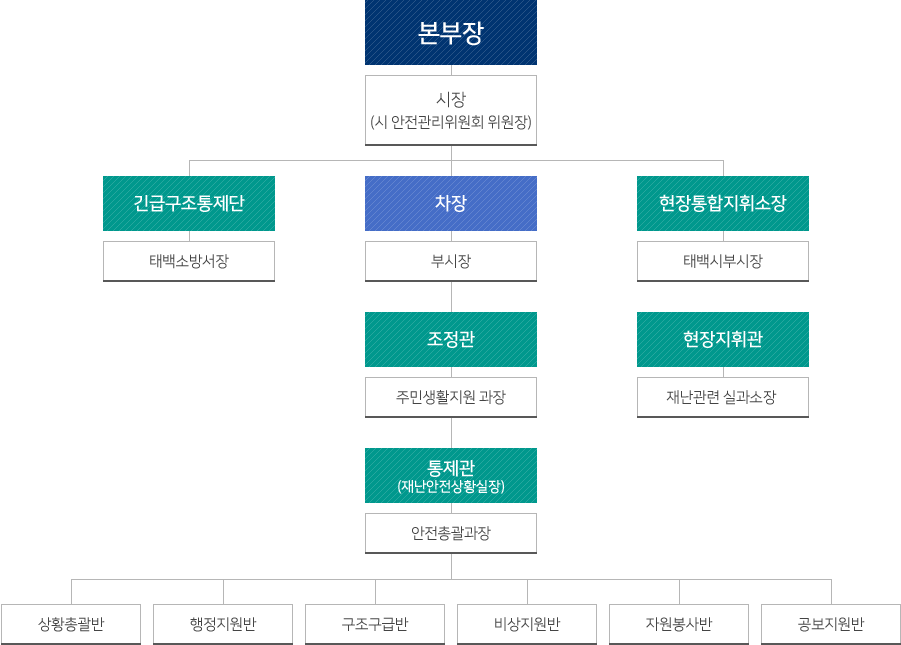 본부장
시장
(시 안전관리위원회 위원장)
긴급구조통제단
차장
현장통합지휘소장
태백소방서장
부시장
태백시부시장
조정관
현장지휘관
주민생활지원 과장
재난관련 실과소장
통제관
(재난안전상황실장)
안전총괄과장
상황총괄반
행정지원반
구조구급반
비상지원반
자원봉사반
공보지원반